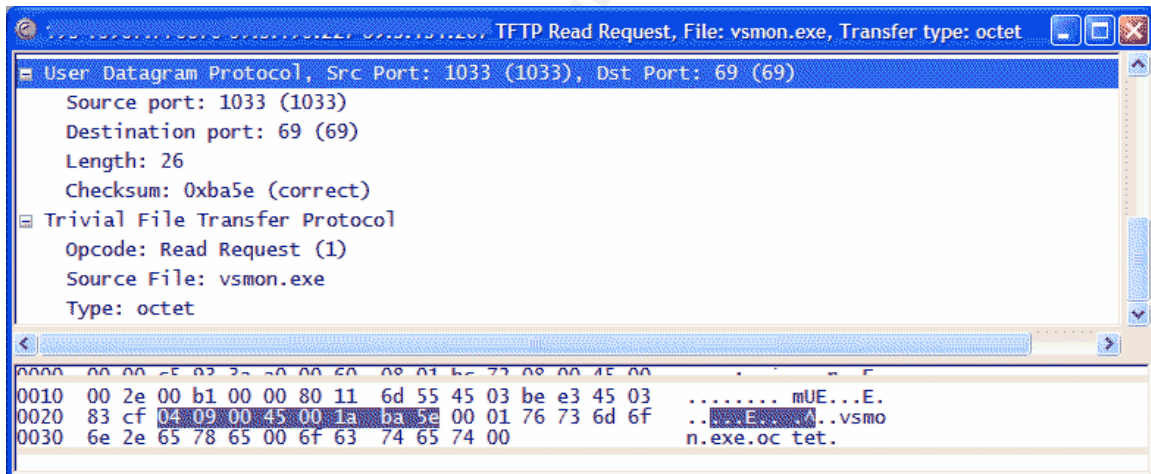 TFTP Read Request, File: vsmon.exe, Transfer type: octet
User Datagram Protocol, Src Port: 1033 (1033), Dst Port: 69 (69)
Source port: 1033 (1033)
Destination port: 69 (69)
Length: 26
Checksum: 0xba5e (correct)
Trivial File Transfer Protocol
Opcode: Read Request (1)
Source File: vsmon.exe
Type: octet
0010 00 2e 00 b1 00 00 80 11 6d 55 45 03 be e3 45 03 ........ mUE...E.
0020 83 cf 04 09 00 45 00 1a ba 5e 00 01 76 73 6d 6f ..vsmo
0030 6e 2e 65 78 65 00 6f 63 74 65 74 00 n.exe.oc tet.